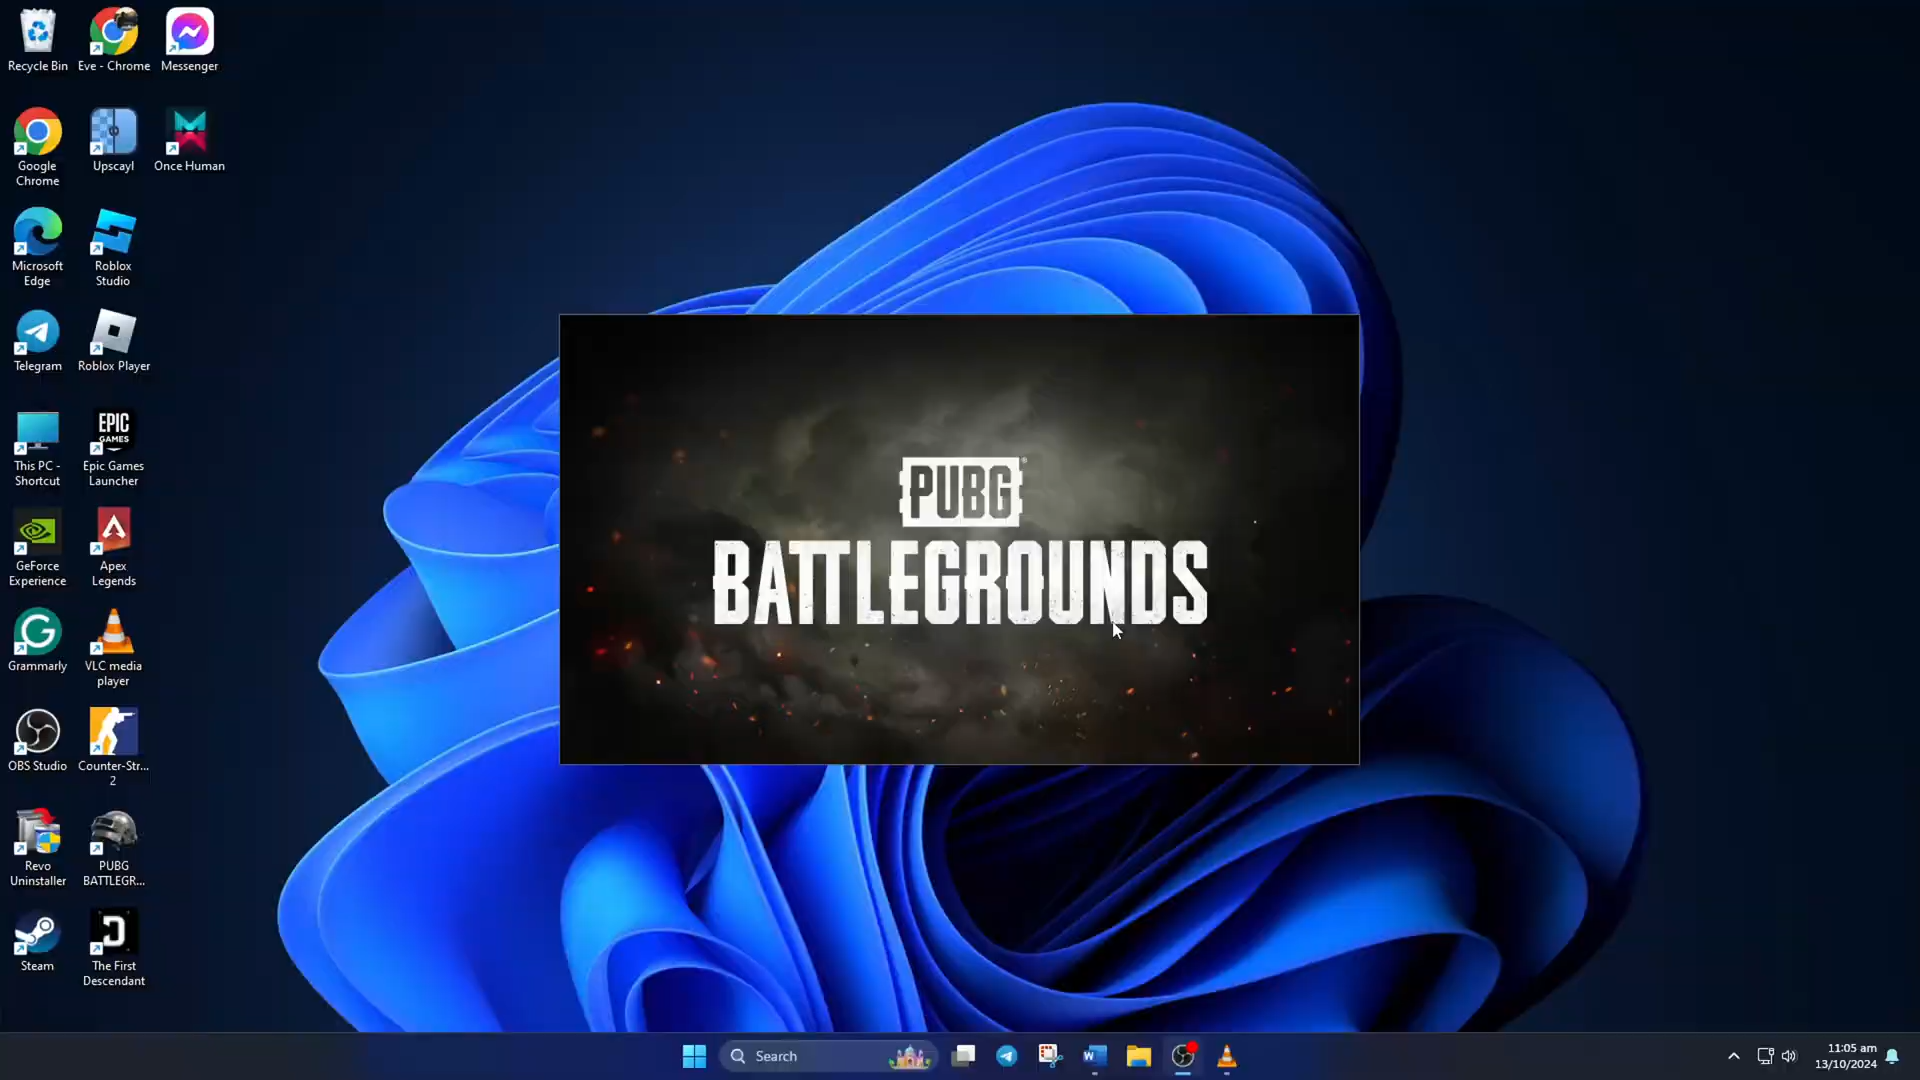 Recycle Bin
Eve - Chrome
Messenger
Google
Chrome
Upscayl
Once Human
Microsoft
Edge
Roblox
Studio
Telegram
Roblox Player
EPIC
GAMES
This PC -
Shortcut
Epic Games
Launcher
GeForce
Experience
Apex
Legends
Grammarly
VLC media
player
OBS Studio
Counter-Str...
2
Revo
Uninstaller
PUBG
BATTLEGR...
Steam
The First
Descendant
PUBG®
BATTLEGROUNDS
Search
11:05 am
13/10/2024